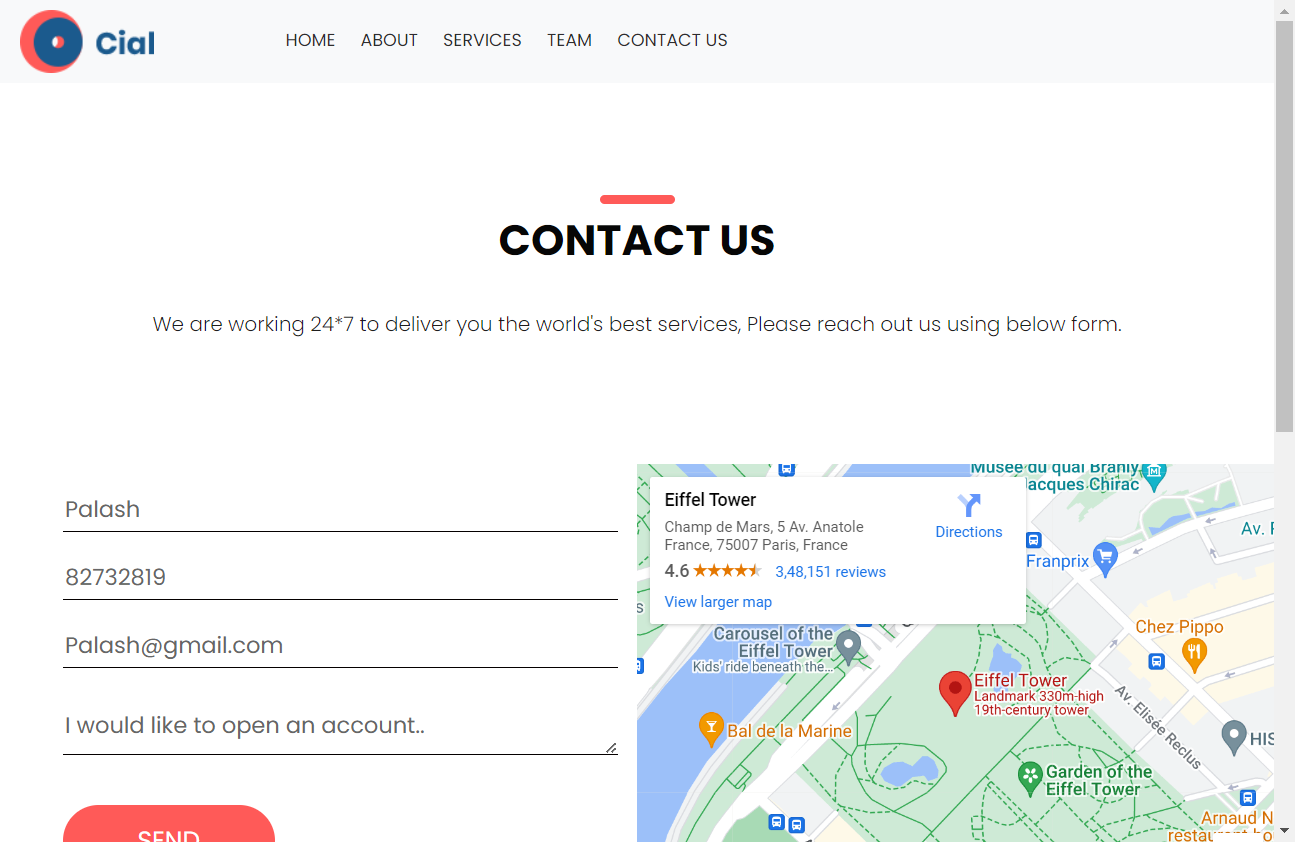 Cial
HOME ABOUT SERVICES TEAM CONTACT US
CONTACT US
We are working 24*7 to deliver you the world's best services, Please reach out us using below form.
Palash
82732819
Palash@gmail.com
I would like to open an account..
SEND
Eiffel Tower
Champ de Mars, 5 Av. Anatole
France, 75007 Paris, France
4.6 3,48,151 reviews
View larger map
Directions
Musée du quai Branly
Jacques Chirac
Av. R
Franprix
Chez Pippo
Carousel of the
Eiffel Tower
Kids' ride beneath the...
Eiffel Tower
Landmark 330m-high
19th-century tower
Bal de la Marine
Av. Elisée Reclus
HIS
Garden of the
Eiffel Tower
Arnaud N
restaurant bo